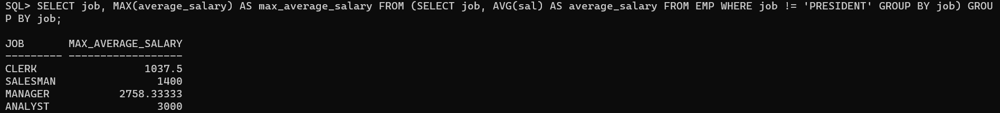 SQL> SELECT job, MAX(average_salary) AS max_average_salary FROM (SELECT job, AVG(sal) AS average_salary FROM EMP WHERE job != 'PRESIDENT' GROUP BY job) GROU
P BY job;

JOB       MAX_AVERAGE_SALARY
--------- ------------------
CLERK                 1037.5
SALESMAN                1400
MANAGER           2758.33333
ANALYST                 3000